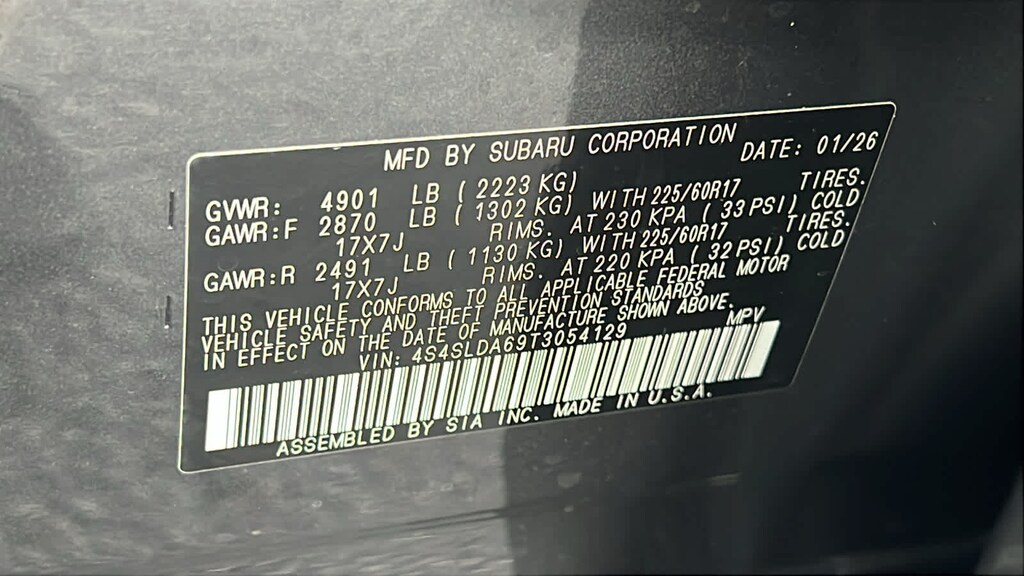 MFD BY SUBARU CORPORATION DATE: 01/26
GVWR: 4901 LB ( 2223 KG)
GAWR:F 2870 LB ( 1302 KG) WITH 225/60R17 TIRES.
17X7J RIMS. AT 230 KPA ( 33 PSI) COLD
GAWR:R 2491 LB ( 1130 KG) WITH 225/60R17 TIRES.
17X7J RIMS. AT 220 KPA ( 32 PSI) COLD
THIS VEHICLE CONFORMS TO ALL APPLICABLE FEDERAL MOTOR
VEHICLE SAFETY AND THEFT PREVENTION STANDARDS
IN EFFECT ON THE DATE OF MANUFACTURE SHOWN ABOVE.
VIN: 4S4SLDA69T3054129 MPV
ASSEMBLED BY SIA INC. MADE IN U.S.A.